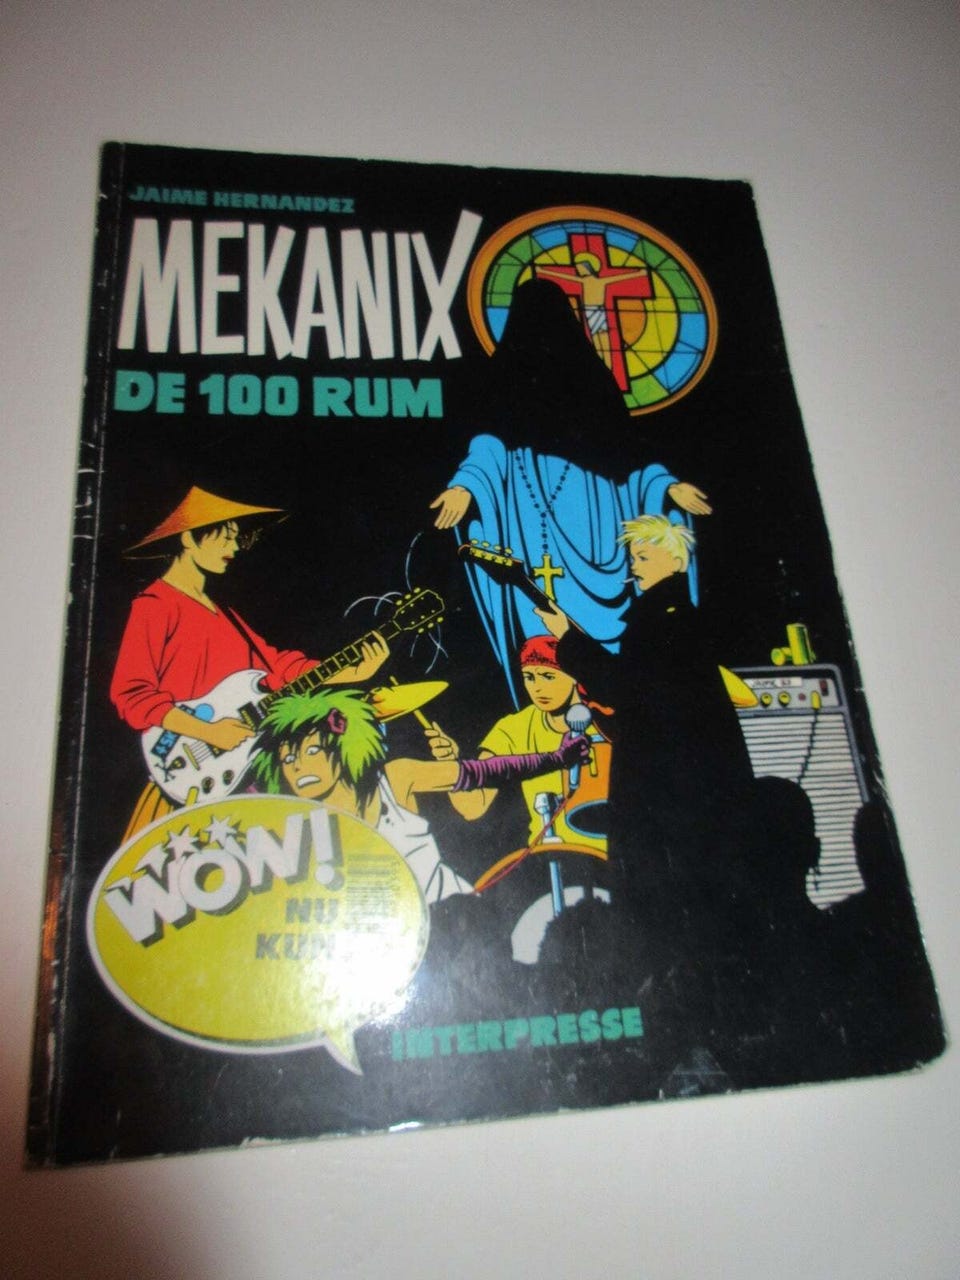 JAIME HERNANDEZ
MEKANIX
DE 100 RUM
WOW!
NU
INTERPRESSE